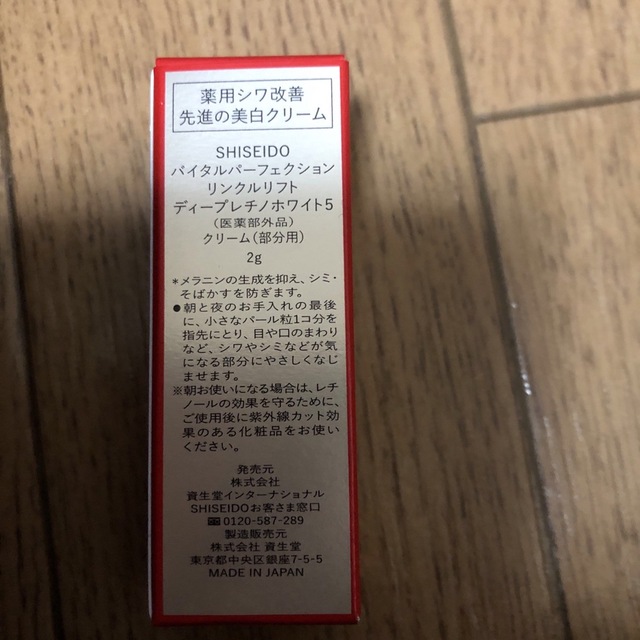 薬用シワ改善
先進の美白クリーム
SHISEIDO
バイタルパーフェクション
リンクルリフト
ディープレチノホワイト5
(医薬部外品)
クリーム(部分用)
2g
*メラニンの生成を抑え、シミ・
そばかすを防ぎます。
●朝と夜のお手入れの最後
に、小さなパール粒1コ分を
指先にとり、目や口のまわり
など、シワやシミなどが気
になる部分にやさしくなじ
ませます。
※朝お使いになる場合は、レチ
ノールの効果を守るために、
ご使用後に紫外線カット効
果のある化粧品をお使い
ください。
発売元
株式会社
資生堂インターナショナル
SHISEIDOお客さま窓口
0120-587-289
製造販売元
株式会社 資生堂
東京都中央区銀座7-5-5
MADE IN JAPAN